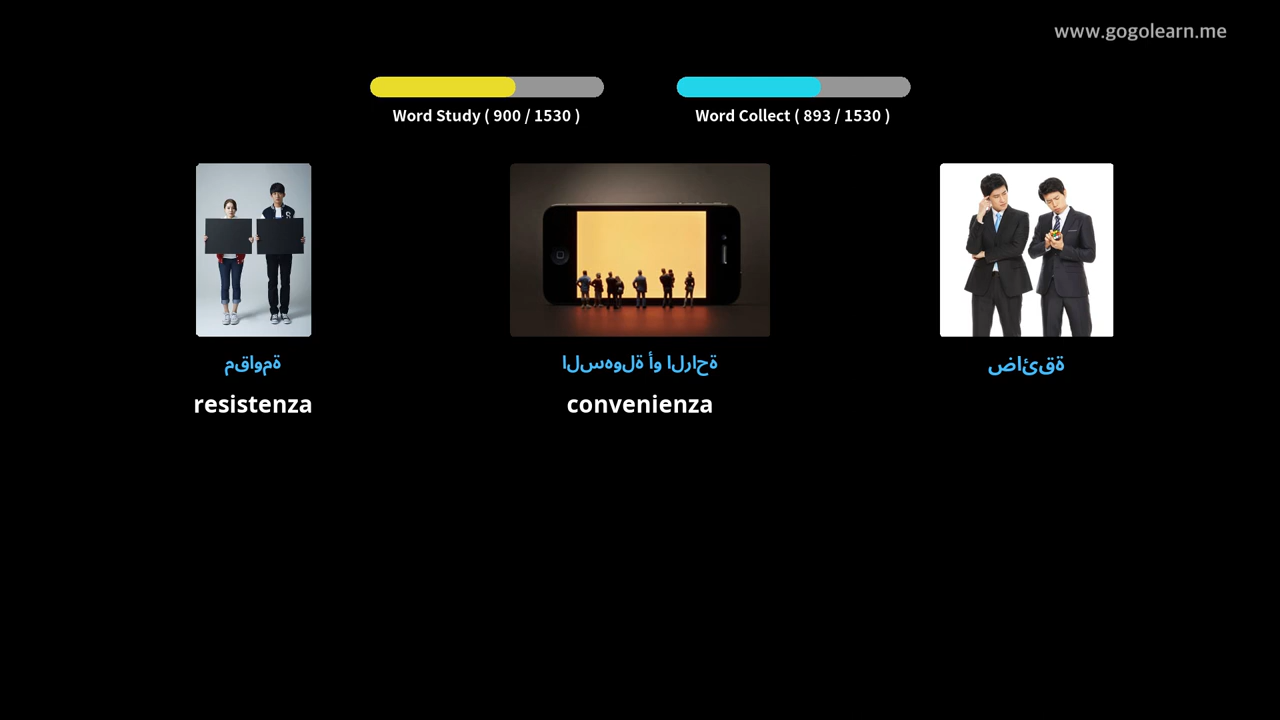 www.gogolearn.me
Word Study ( 900 / 1530 )
Word Collect ( 893 / 1530 )
مقاومة
السهولة أو الراحة
ضائقة
resistenza
convenienza